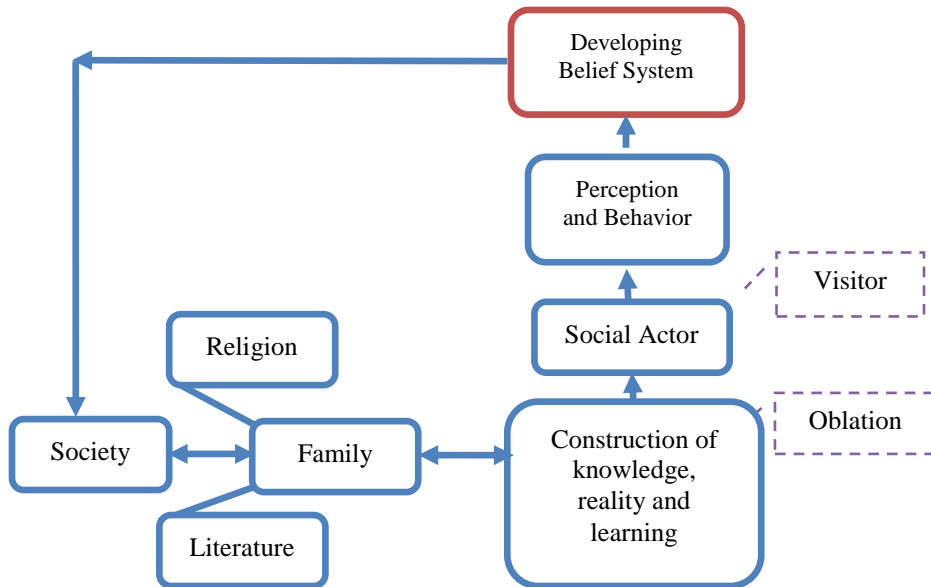 Developing
Belief System
Perception
and Behavior
Visitor
Social Actor
Religion
Oblation
Construction of
knowledge,
reality and
learning
Society
Family
Literature